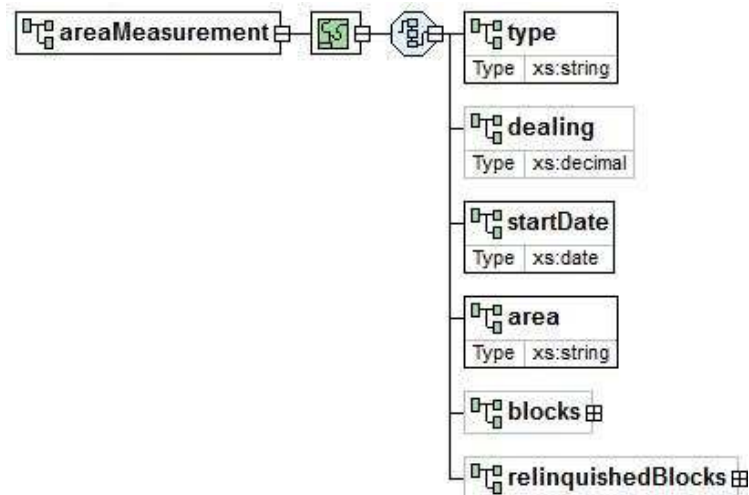 areaMeasurement
type
Type xs:string
dealing
Type xs:decimal
startDate
Type xs:date
area
Type xs:string
blocks
relinquishedBlocks